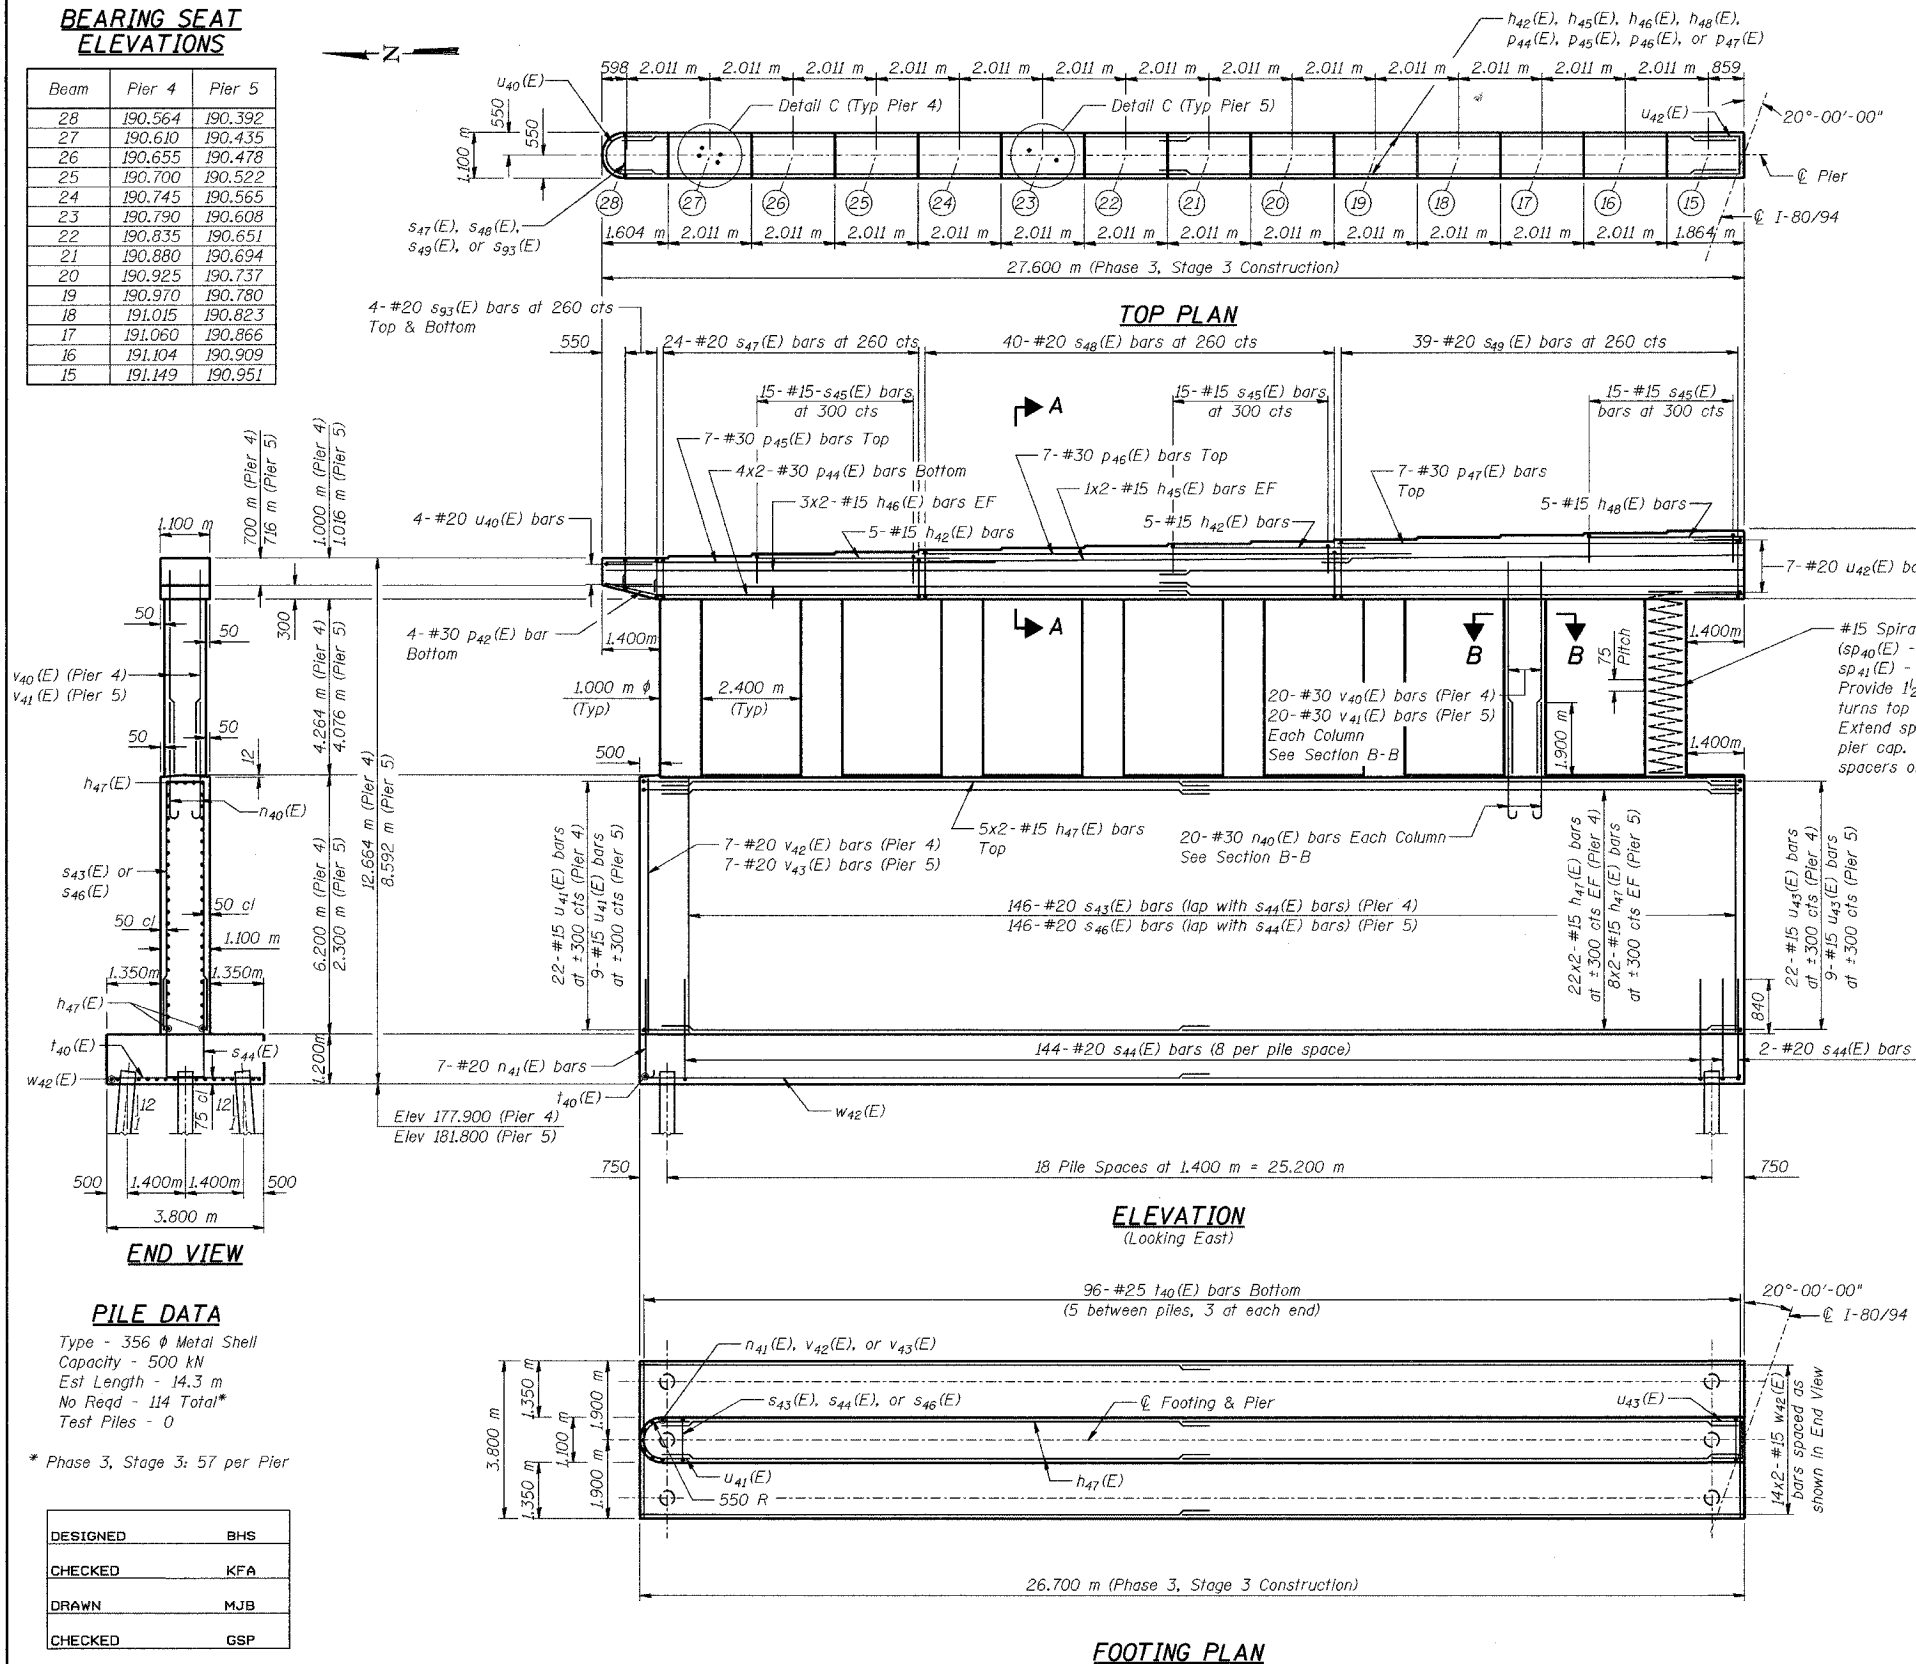 BEARING SEAT
ELEVATIONS
Beam Pier 4 Pier 5
28 190.564 190.392
27 190.610 190.435
26 190.655 190.478
25 190.700 190.522
24 190.745 190.565
23 190.790 190.608
22 190.835 190.651
21 190.880 190.694
20 190.925 190.737
19 190.970 190.780
18 191.015 190.823
17 191.060 190.866
16 191.104 190.909
15 191.149 190.951
Z
h42(E), h45(E), h46(E), h48(E),
p44(E), p45(E), p46(E), or p47(E)
598 2.011 m 2.011 m 2.011 m 2.011 m 2.011 m 2.011 m 2.011 m 2.011 m 2.011 m 2.011 m 2.011 m 2.011 m 2.011 m 859
u40(E)
Detail C (Typ Pier 4)
Detail C (Typ Pier 5)
u42(E)
20°-00'-00"
550
550
1.100 m
℄ Pier
28 27 26 25 24 23 22 21 20 19 18 17 16 15
℄ I-80/94
s47(E), s48(E),
s49(E), or s93(E)
1.604 m 2.011 m 2.011 m 2.011 m 2.011 m 2.011 m 2.011 m 2.011 m 2.011 m 2.011 m 2.011 m 2.011 m 2.011 m 1.864 m
27.600 m (Phase 3, Stage 3 Construction)
TOP PLAN
4-#20 s93(E) bars at 260 cts
Top & Bottom
550
24-#20 s47(E) bars at 260 cts
40-#20 s48(E) bars at 260 cts
39-#20 s49(E) bars at 260 cts
15-#15-s45(E) bars
at 300 cts
A
15-#15 s45(E) bars
at 300 cts
15-#15 s45(E)
bars at 300 cts
7-#30 p45(E) bars Top
4x2-#30 p44(E) bars Bottom
3x2-#15 h46(E) bars EF
5-#15 h42(E) bars
7-#30 p46(E) bars Top
1x2-#15 h45(E) bars EF
5-#15 h42(E) bars
7-#30 p47(E) bars
Top
5-#15 h48(E) bars
4-#20 u40(E) bars
7-#20 u42(E)
4-#30 p42(E) bar
Bottom
1.400m
A
B B
75
Pitch
1.400m
#15
(sp40(E) -
sp41(E) -
Provide 1½
turns top
Extend
pier cap.
spacers
1.000 m ϕ
(Typ)
2.400 m
(Typ)
20-#30 v40(E) bars (Pier 4)
20-#30 v41(E) bars (Pier 5)
Each Column
See Section B-B
1.900 m
1.400m
500
1.100 m
700 m (Pier 4)
716 m (Pier 5)
1.000 m (Pier 4)
1.016 m (Pier 5)
50
50
300
v40(E) (Pier 4)
v41(E) (Pier 5)
4.264 m (Pier 4)
4.076 m (Pier 5)
50
50
12
h47(E)
n40(E)
12.664 m (Pier 4)
8.592 m (Pier 5)
s43(E) or
s46(E)
50 cl
50 cl
1.100 m
6.200 m (Pier 4)
2.300 m (Pier 5)
1.350m 1.350m
h47(E)
t40(E)
s44(E)
1.200m
w42(E)
12
1
12
1
75 cl
Elev 177.900 (Pier 4)
Elev 181.800 (Pier 5)
500 1.400m 1.400m 500
3.800 m
END VIEW
22-#15 u41(E) bars
at ±300 cts (Pier 4)
9-#15 u41(E) bars
at ±300 cts (Pier 5)
7-#20 v42(E) bars (Pier 4)
7-#20 v43(E) bars (Pier 5)
5x2-#15 h47(E) bars
Top
20-#30 n40(E) bars Each Column
See Section B-B
146-#20 s43(E) bars (lap with s44(E) bars) (Pier 4)
146-#20 s46(E) bars (lap with s44(E) bars) (Pier 5)
22x2-#15 h47(E) bars
at ±300 cts EF (Pier 4)
8x2-#15 h47(E) bars
at ±300 cts EF (Pier 5)
22-#15 u43(E) bars
at ±300 cts (Pier 4)
9-#15 u43(E) bars
at ±300 cts (Pier 5)
840
7-#20 n41(E) bars
144-#20 s44(E) bars (8 per pile space)
2-#20 s44(E) bars
t40(E)
w42(E)
750
18 Pile Spaces at 1.400 m = 25.200 m
750
ELEVATION
(Looking East)
PILE DATA
Type - 356 ϕ Metal Shell
Capacity - 500 kN
Est Length - 14.3 m
No Reqd - 114 Total*
Test Piles - 0
* Phase 3, Stage 3: 57 per Pier
96-#25 t40(E) bars Bottom
(5 between piles, 3 at each end)
20°-00'-00"
℄ I-80/94
n41(E), v42(E), or v43(E)
s43(E), s44(E), or s46(E)
℄ Footing & Pier
u43(E)
3.800 m
1.350 m
1.100 m
1.350 m
1.900 m
1.900 m
u41(E)
550 R
h47(E)
14x2-#15 w42(E)
bars spaced as
shown in End View
26.700 m (Phase 3, Stage 3 Construction)
FOOTING PLAN
DESIGNED BHS
CHECKED KFA
DRAWN MJB
CHECKED GSP